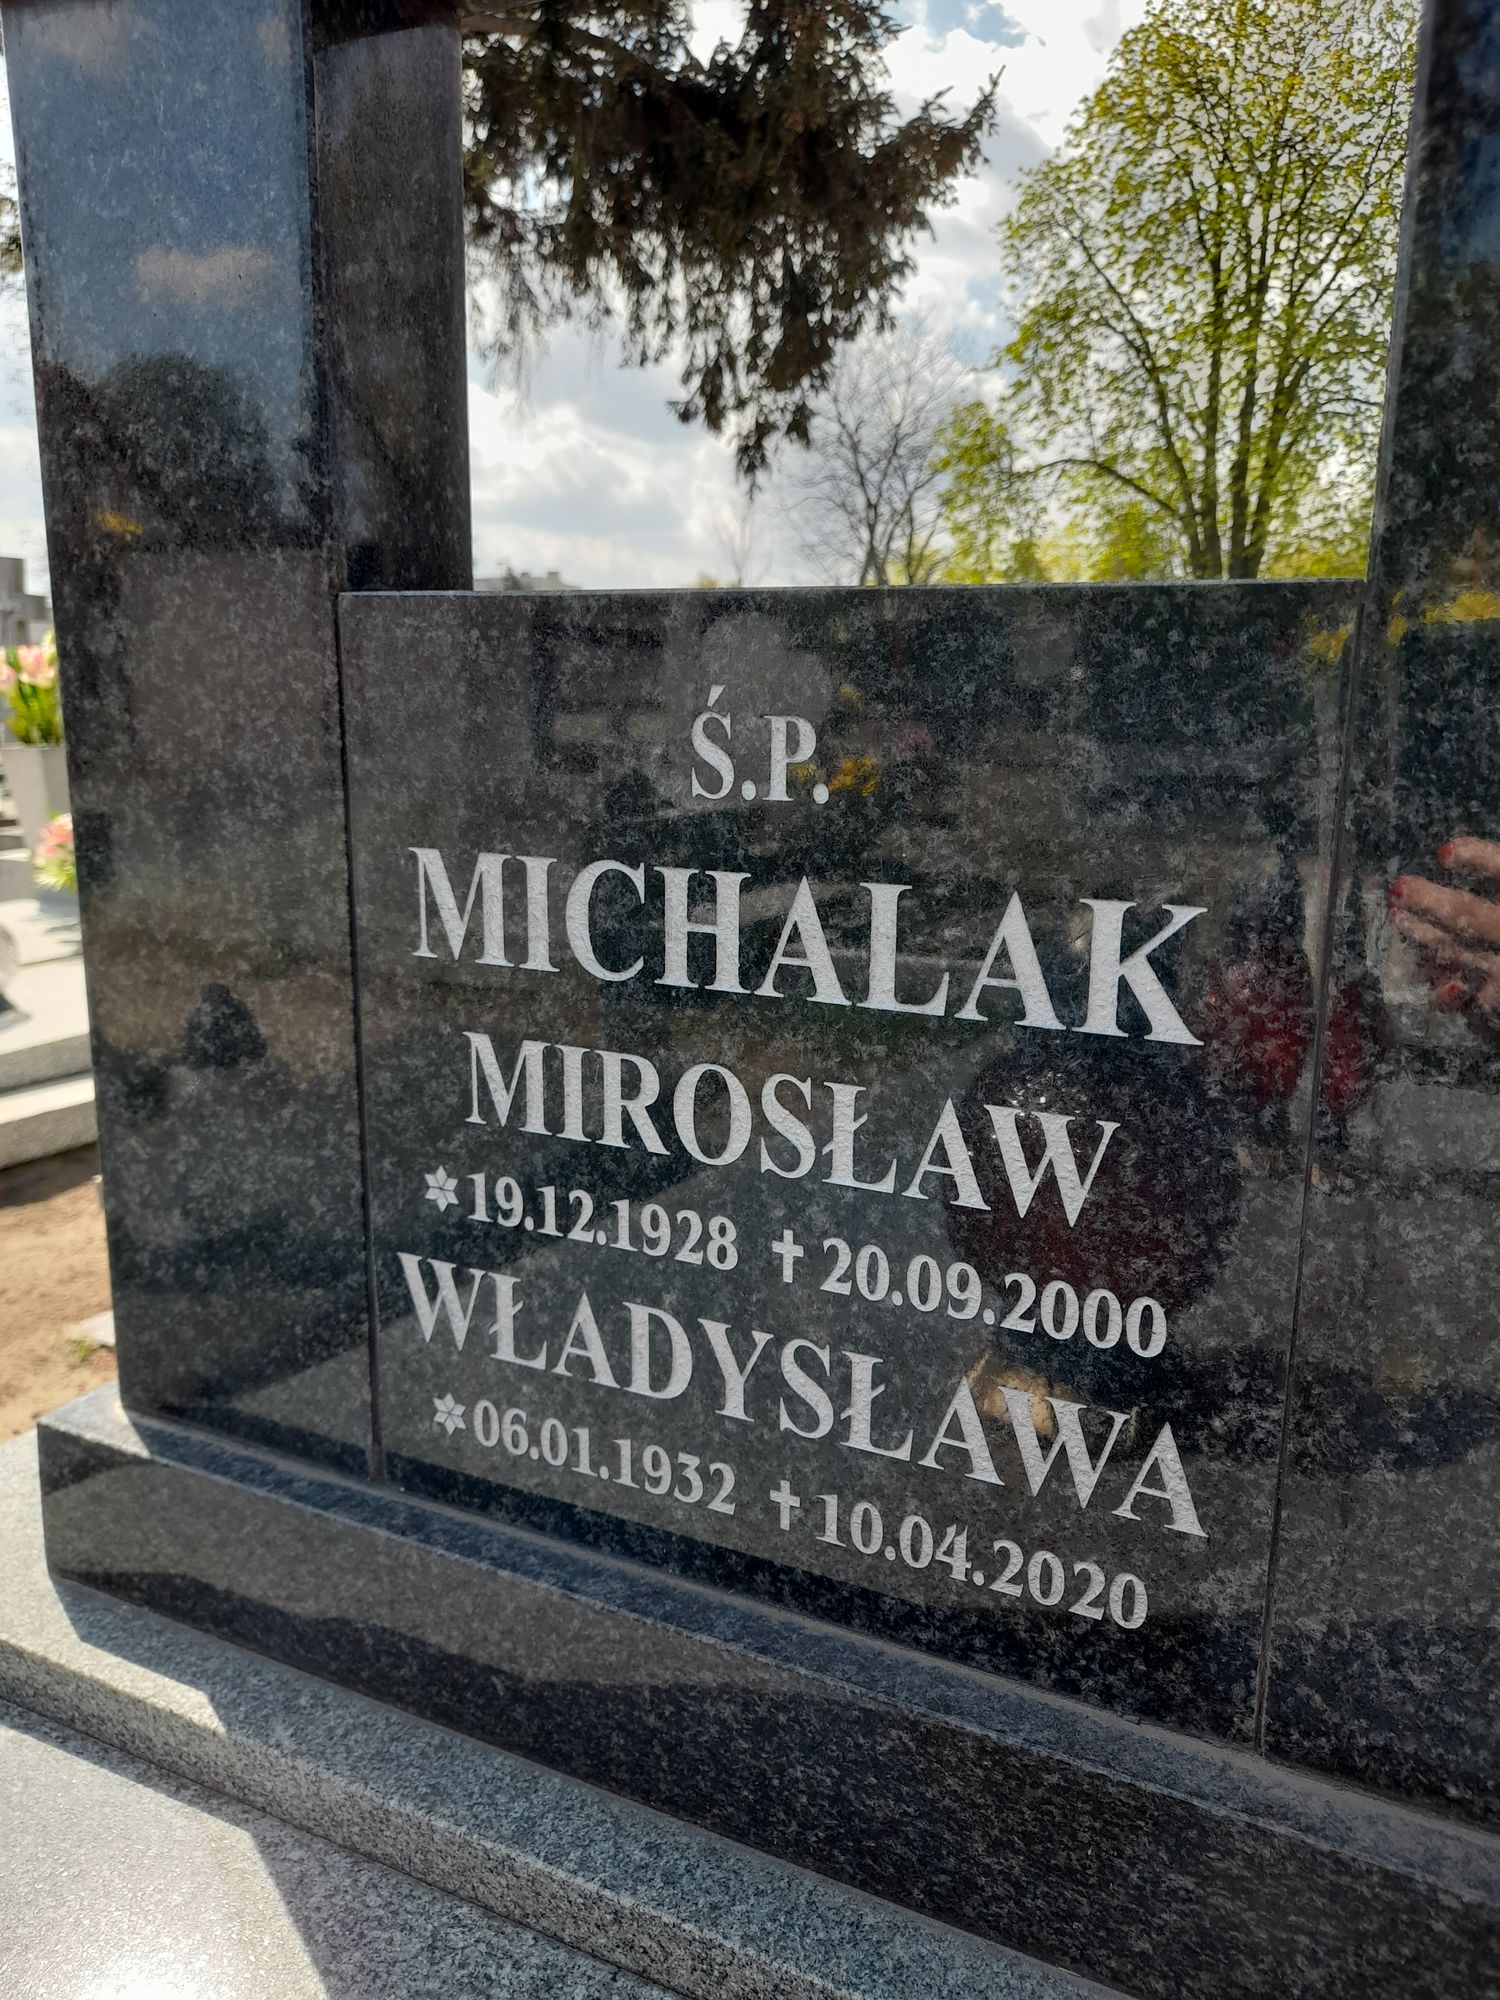 Ś.P.
MICHALAK
MIROSŁAW
✲19.12.1928 ✝20.09.2000
WŁADYSŁAWA
✲06.01.1932 ✝10.04.2020